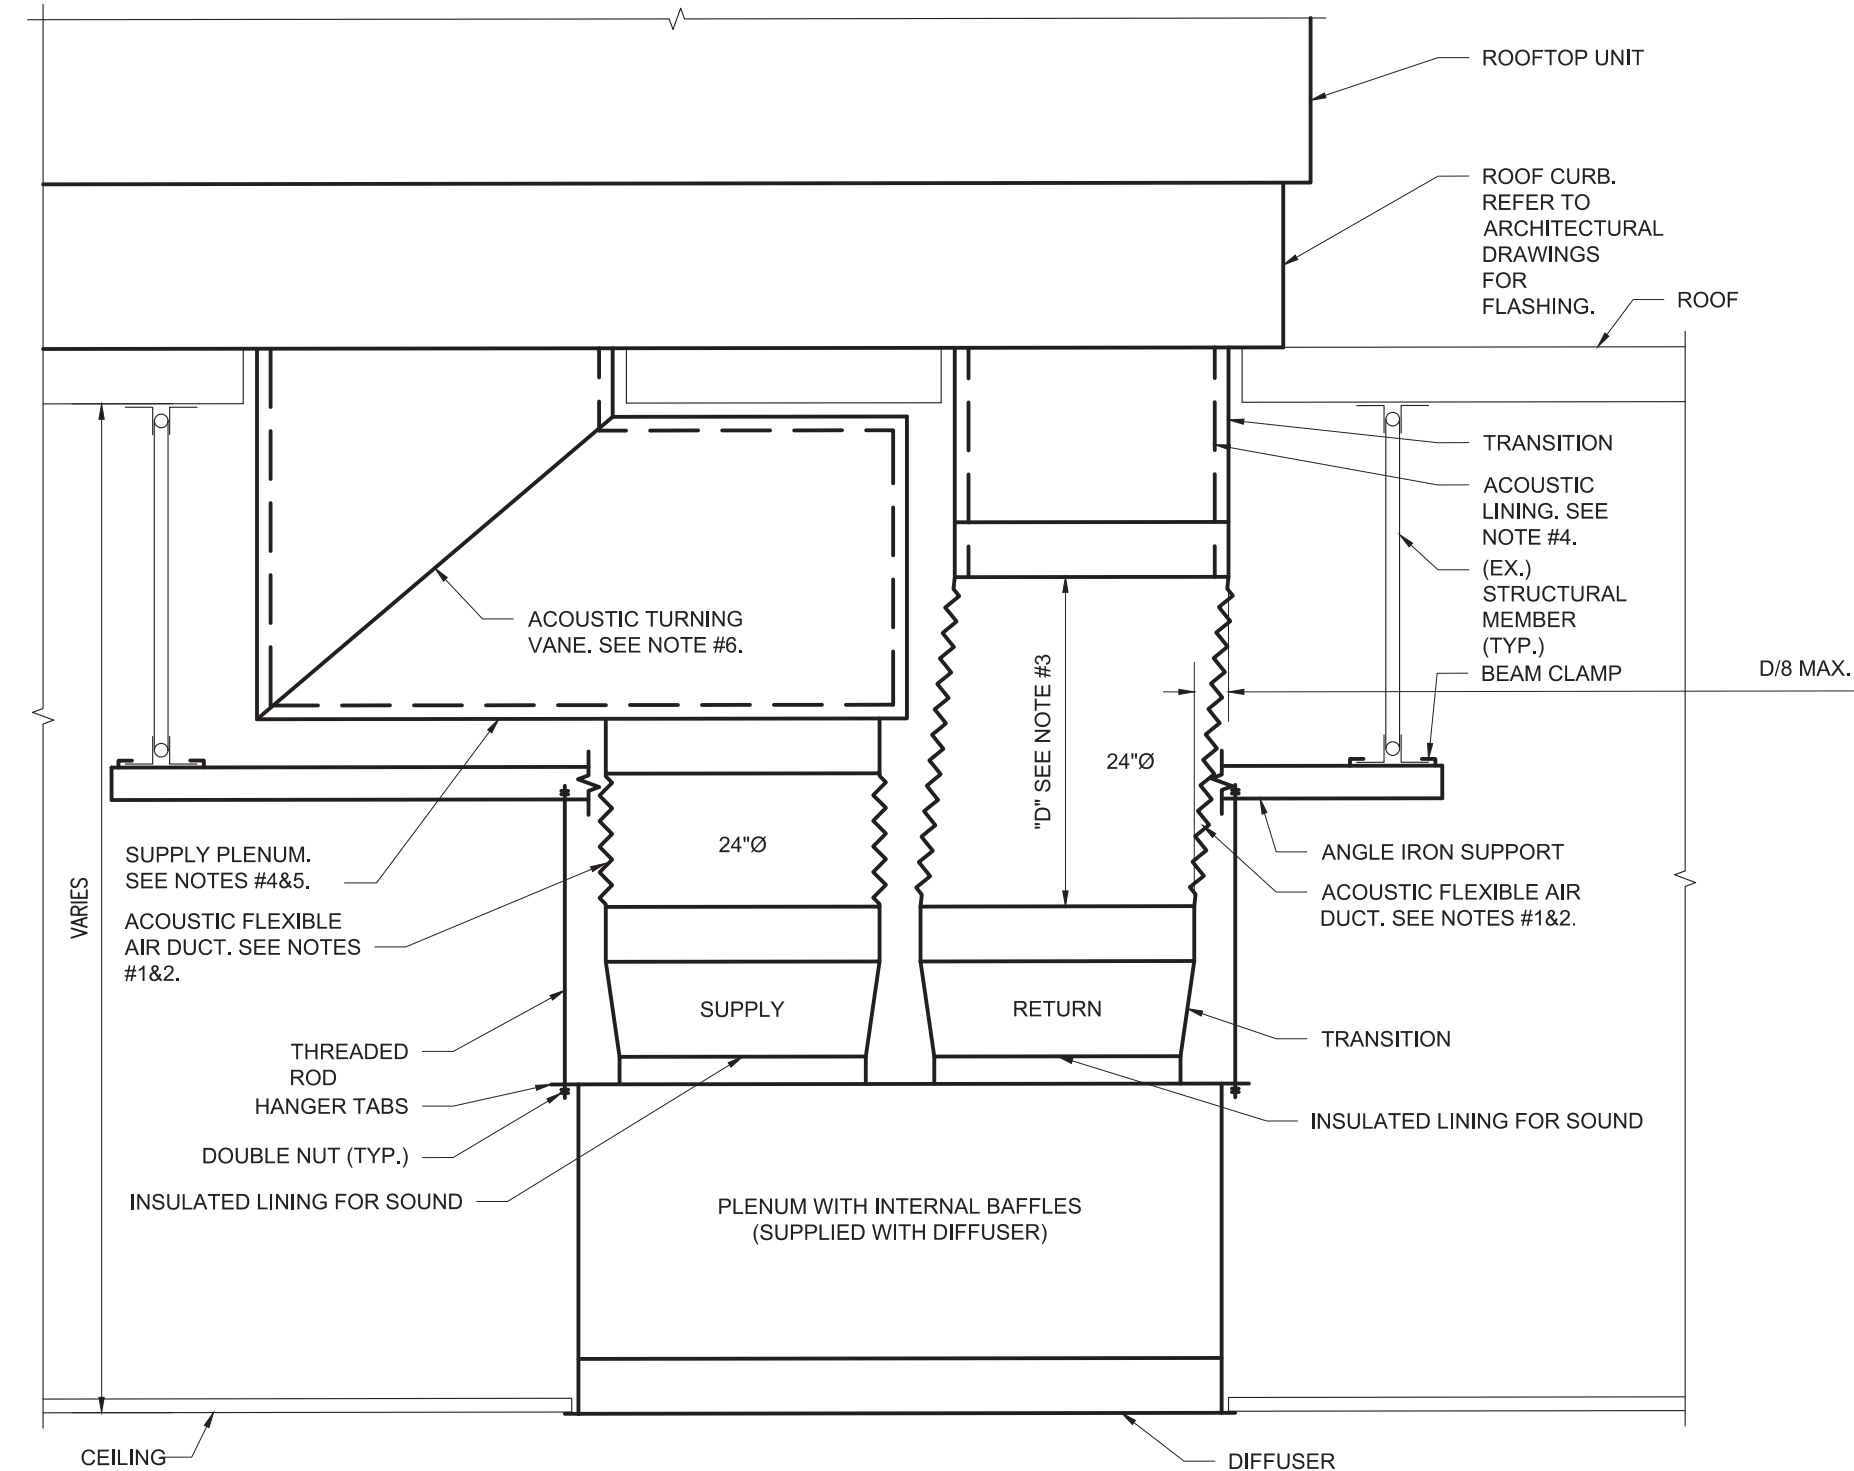 ROOFTOP UNIT
ROOF CURB.
REFER TO
ARCHITECTURAL
DRAWINGS
FOR
FLASHING.
ROOF
TRANSITION
ACOUSTIC
LINING. SEE
NOTE #4.
(EX.)
STRUCTURAL
MEMBER
(TYP.)
BEAM CLAMP
D/8 MAX.
ACOUSTIC TURNING
VANE. SEE NOTE #6.
"D" SEE NOTE #3
24"Ø
24"Ø
SUPPLY PLENUM.
SEE NOTES #4&5.
VARIES
ACOUSTIC FLEXIBLE
AIR DUCT. SEE NOTES
#1&2.
ANGLE IRON SUPPORT
ACOUSTIC FLEXIBLE AIR
DUCT. SEE NOTES #1&2.
SUPPLY
RETURN
THREADED
ROD
TRANSITION
HANGER TABS
DOUBLE NUT (TYP.)
INSULATED LINING FOR SOUND
INSULATED LINING FOR SOUND
PLENUM WITH INTERNAL BAFFLES
(SUPPLIED WITH DIFFUSER)
CEILING
DIFFUSER